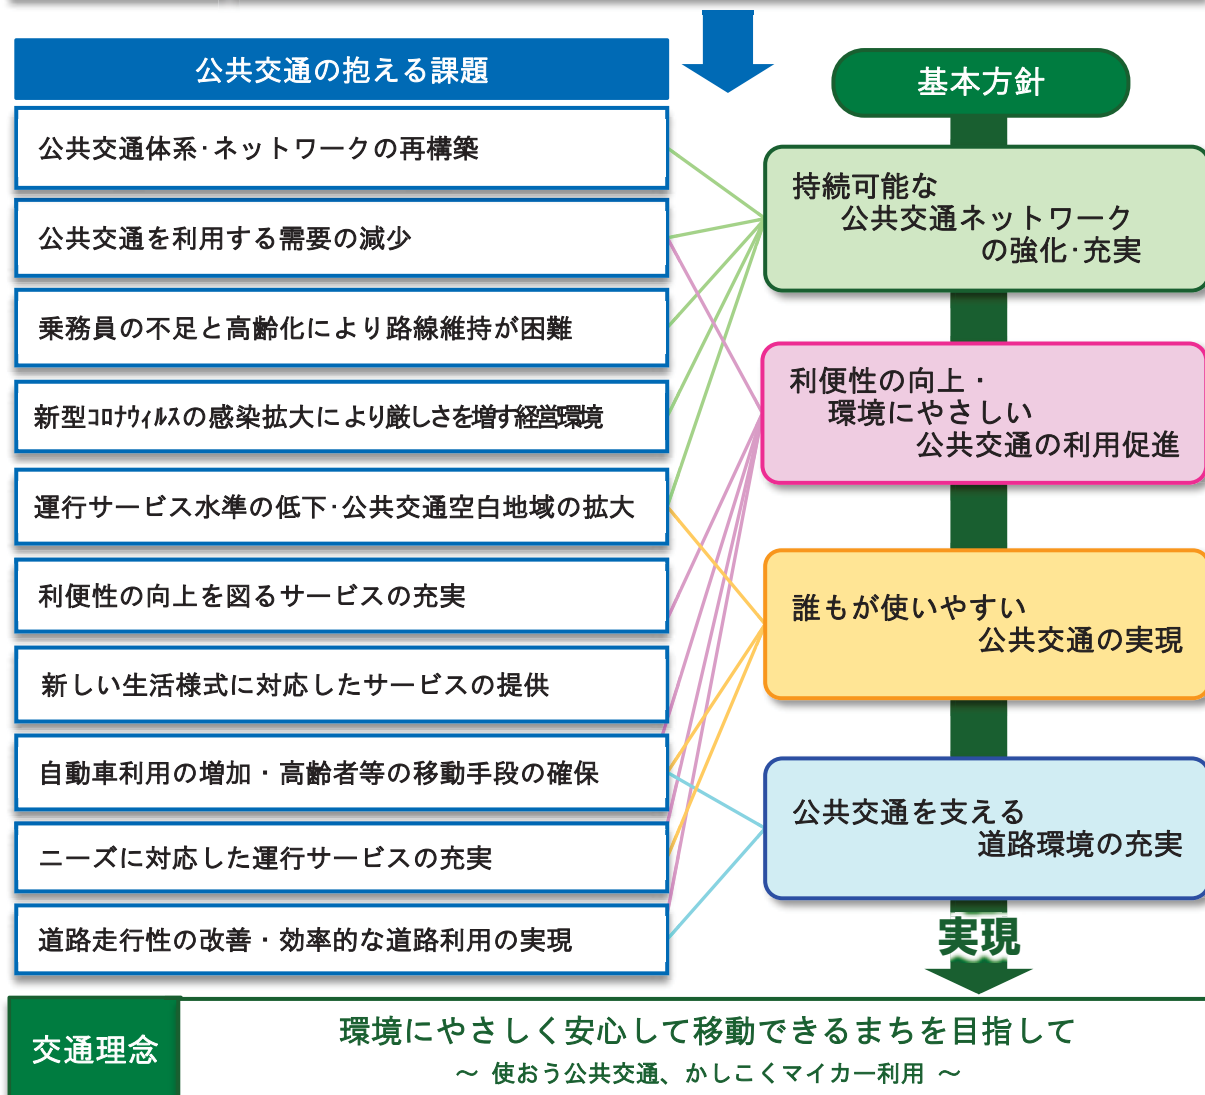 公共交通の抱える課題
公共交通体系・ネットワークの再構築
公共交通を利用する需要の減少
乗務員の不足と高齢化により路線維持が困難
新型コロナウィルスの感染拡大により厳しさを増す経営環境
運行サービス水準の低下・公共交通空白地域の拡大
利便性の向上を図るサービスの充実
新しい生活様式に対応したサービスの提供
自動車利用の増加・高齢者等の移動手段の確保
ニーズに対応した運行サービスの充実
道路走行性の改善・効率的な道路利用の実現
基本方針
持続可能な
公共交通ネットワーク
の強化・充実
利便性の向上・
環境にやさしい
公共交通の利用促進
誰もが使いやすい
公共交通の実現
公共交通を支える
道路環境の充実
実現
交通理念
環境にやさしく安心して移動できるまちを目指して
～ 使おう公共交通、かしこくマイカー利用 ～